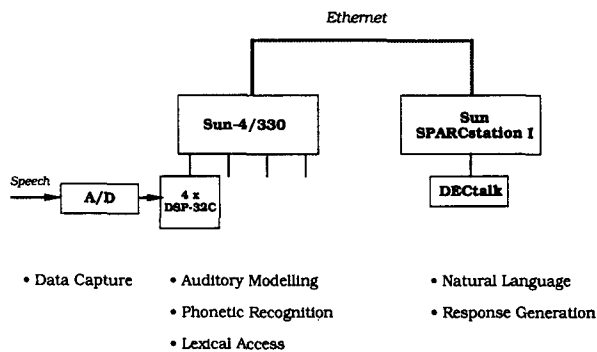 Ethernet
Sun-4/330
Sun
SPARCstation I
Speech
A/D
4 x
DSP-32C
DECtalk
• Data Capture
• Auditory Modelling
• Phonetic Recognition
• Lexical Access
• Natural Language
• Response Generation